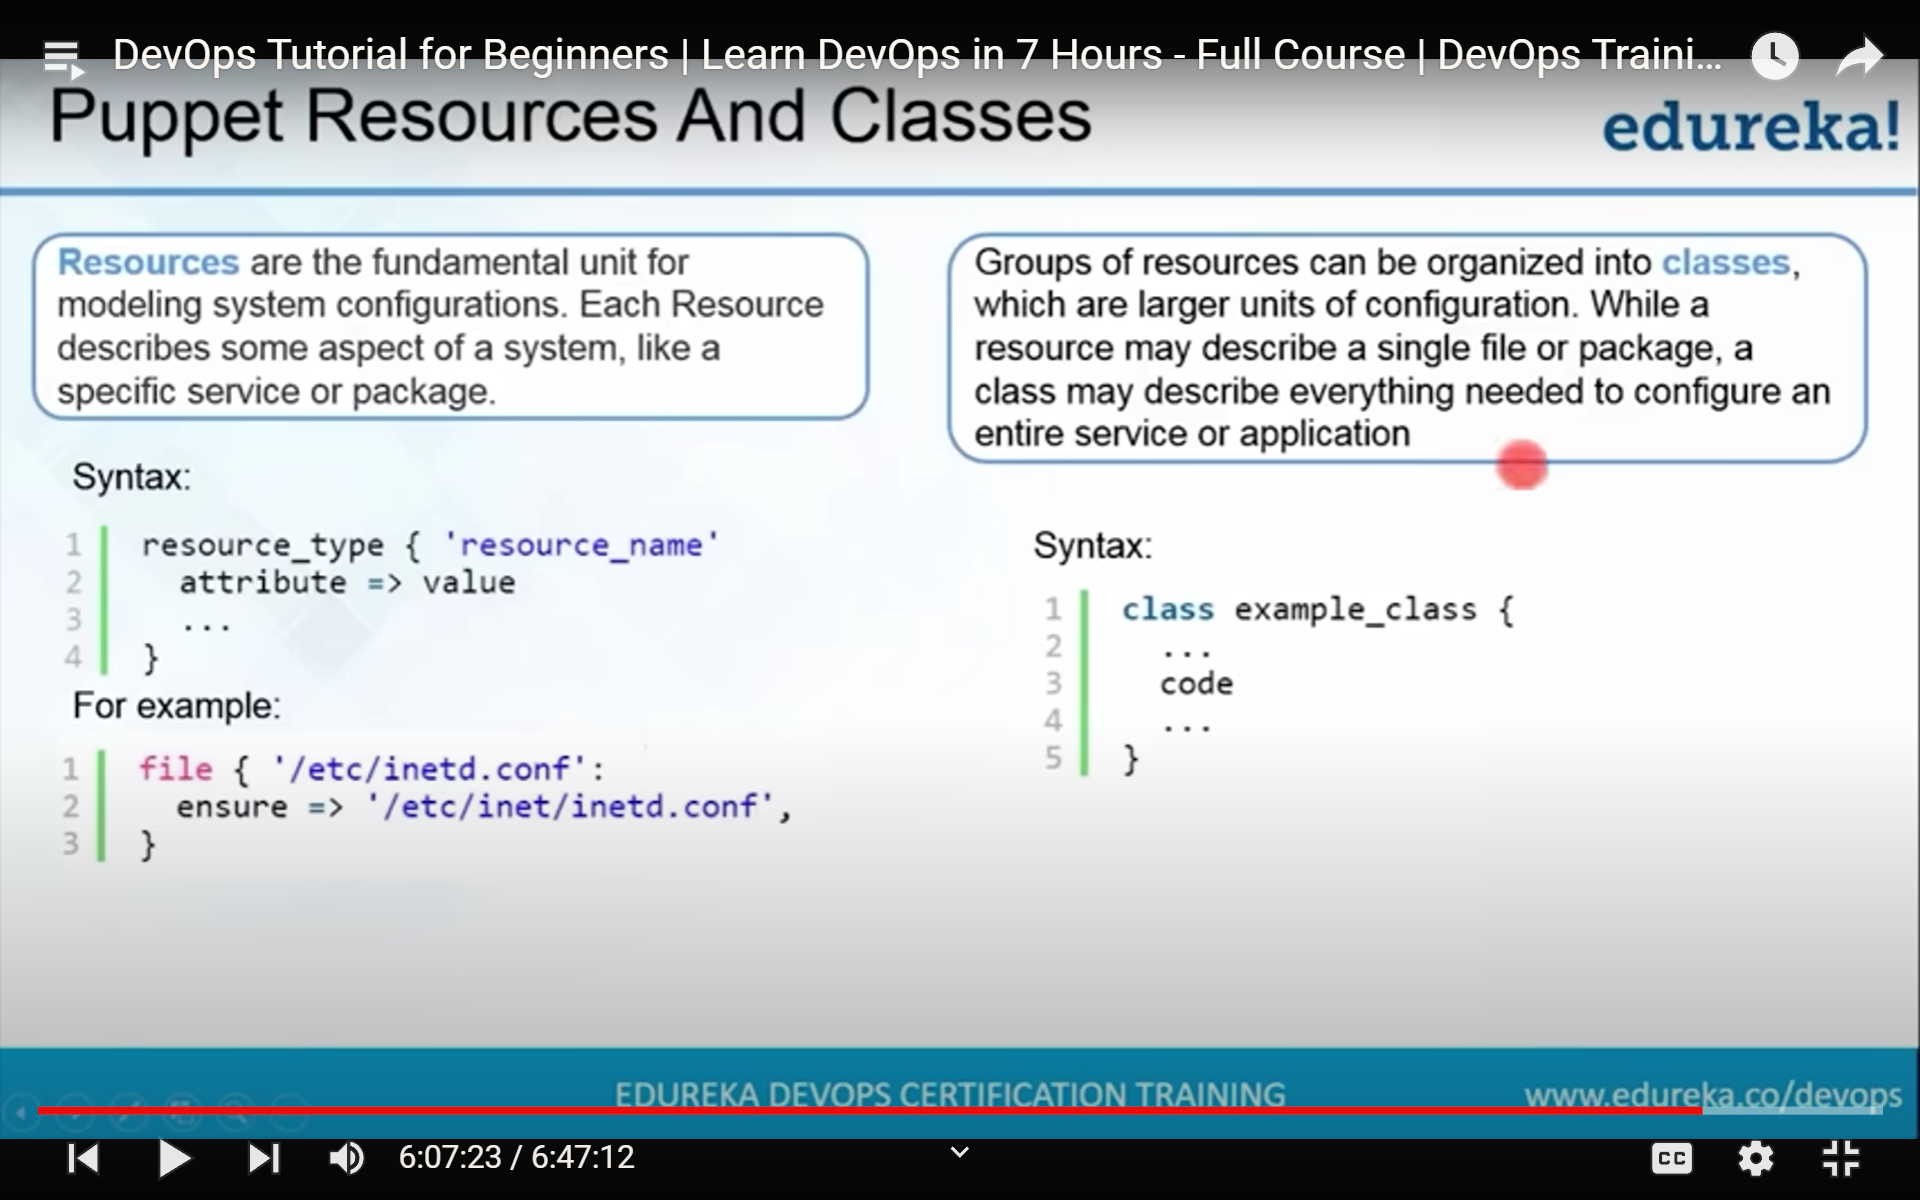 DevOps Tutorial for Beginners | Learn DevOps in 7 Hours - Full Course | DevOps Traini...
Puppet Resources And Classes
edureka!
Resources are the fundamental unit for
modeling system configurations. Each Resource
describes some aspect of a system, like a
specific service or package.
Syntax:
1 resource_type { 'resource_name'
2 attribute => value
3 ...
4 }
For example:
1 file { '/etc/inetd.conf':
2 ensure => '/etc/inet/inetd.conf',
3 }
Groups of resources can be organized into classes,
which are larger units of configuration. While a
resource may describe a single file or package, a
class may describe everything needed to configure an
entire service or application
Syntax:
1 class example_class {
2 ...
3 code
4 ...
5 }
EDUREKA DEVOPS CERTIFICATION TRAINING
www.edureka.co/devops
6:07:23 / 6:47:12
CC